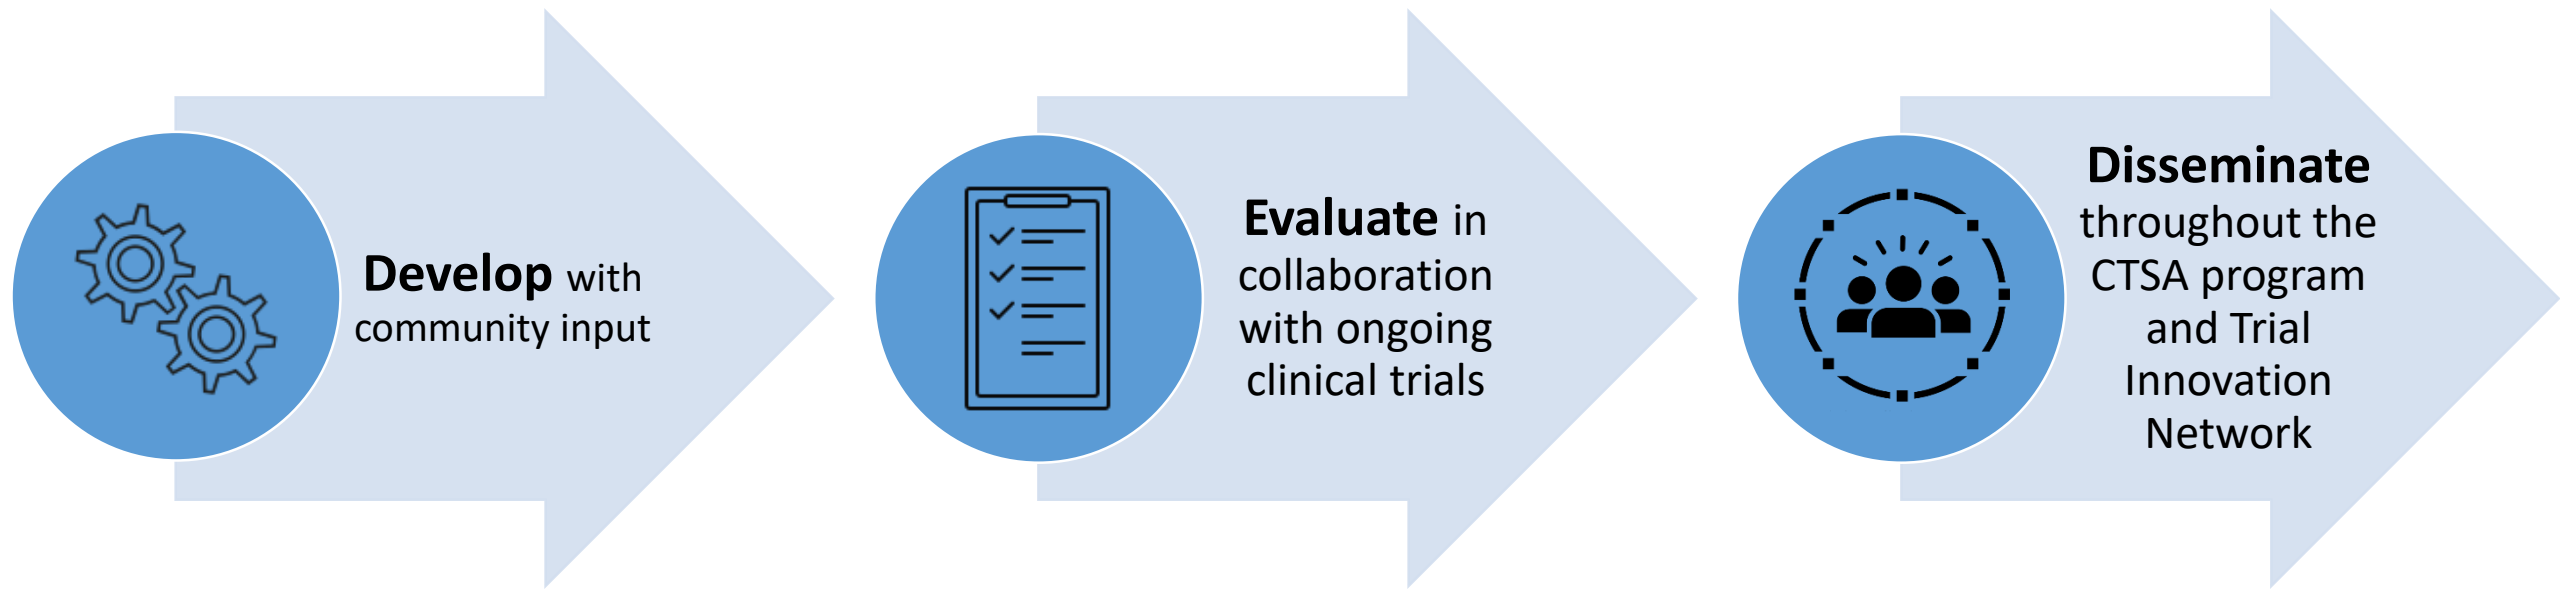 Develop with
community input
Evaluate in
collaboration
with ongoing
clinical trials
Disseminate
throughout the
CTSA program
and Trial
Innovation
Network